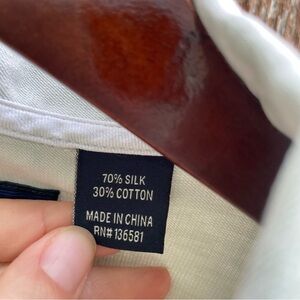 70% SILK
30% COTTON
MADE IN CHINA
RN# 136581